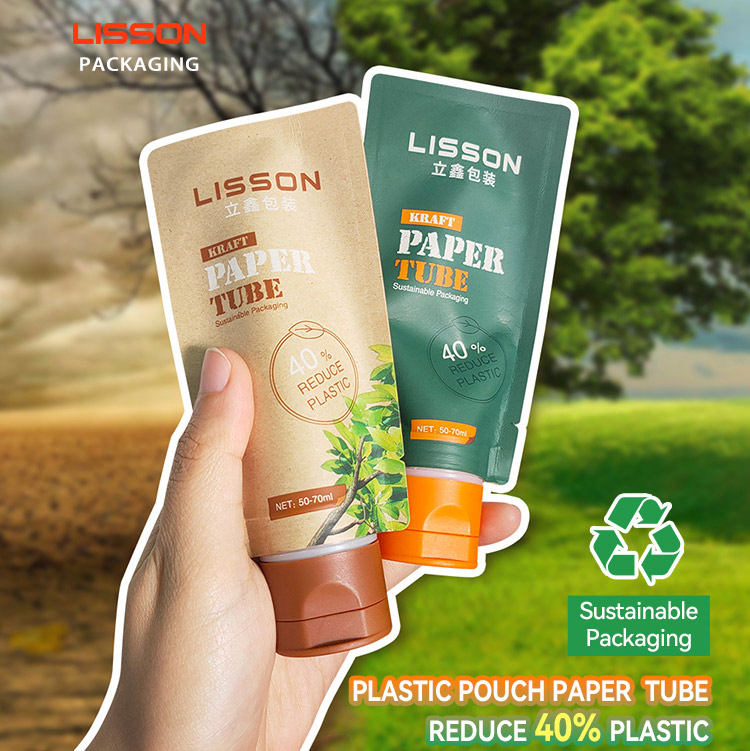 LISSON
PACKAGING
LISSON
立鑫包装
KRAFT
PAPER
TUBE
Sustainable Packaging
40%
REDUCE
PLASTIC
NET: 50-70ml
LISSON
立鑫包装
KRAFT
PAPER
TUBE
Sustainable Packaging
40%
REDUCE
PLASTIC
NET: 50-70ml
Sustainable
Packaging
PLASTIC POUCH PAPER TUBE
REDUCE 40% PLASTIC